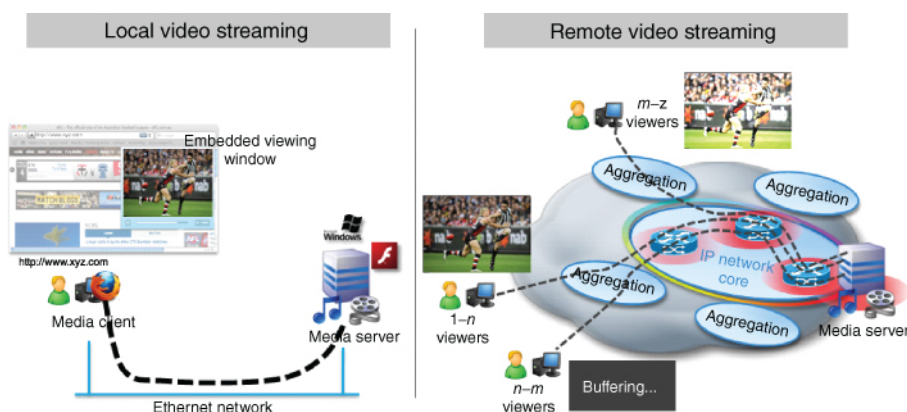 Local video streaming
Embedded viewing
window
http://www.xyz.com
Windows
Media client
Media server
Ethernet network
Remote video streaming
m–z
viewers
Aggregation
Aggregation
nab
IP network
core
Aggregation
1–n
viewers
Aggregation
Media server
n–m
viewers
Buffering...